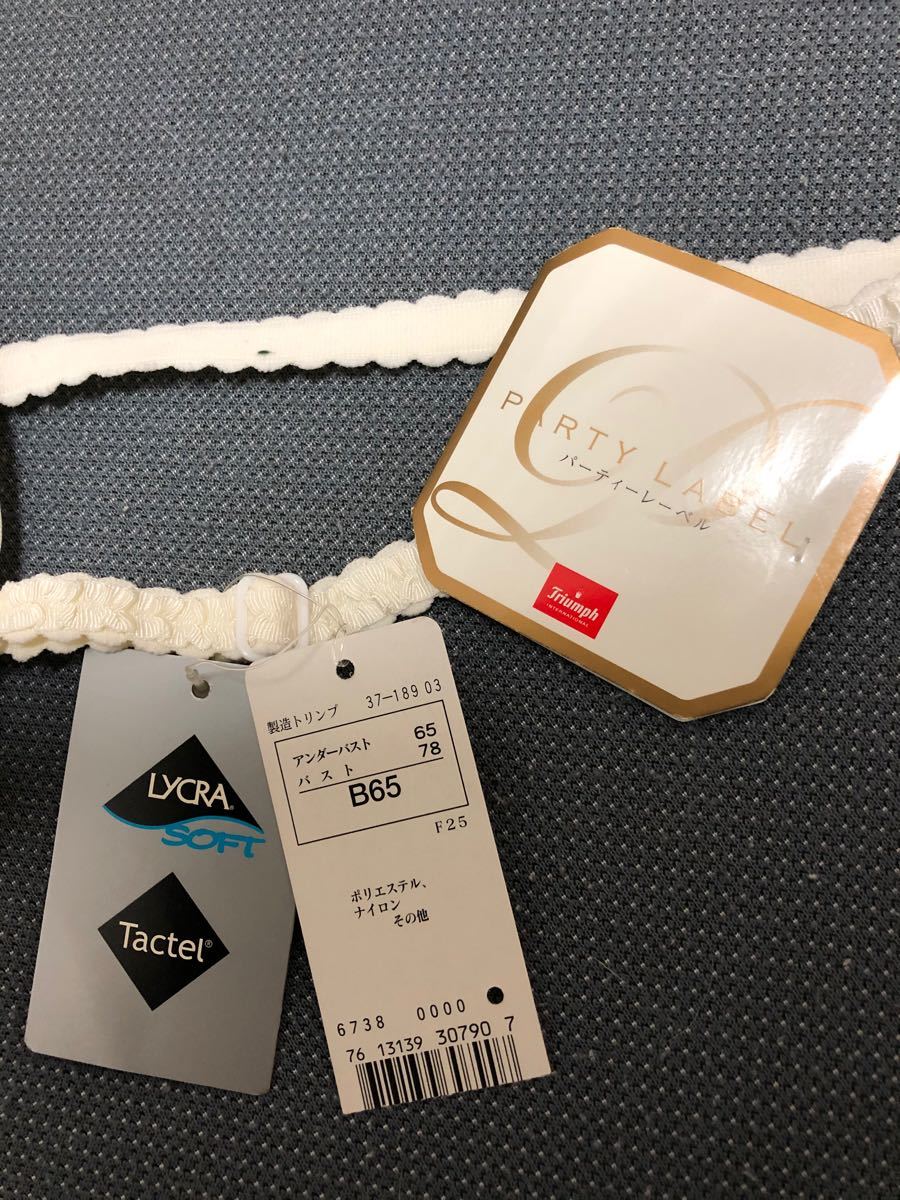 PARTY LABEL
パーティーレーベル
Triumph
INTERNATIONAL
LYCRA®
SOFT
Tactel®
製造トリンプ 37-189 03
アンダーバスト 65
バスト 78
B65
F25
ポリエステル、
ナイロン
その他
6738 0000
76 13139 30790 7